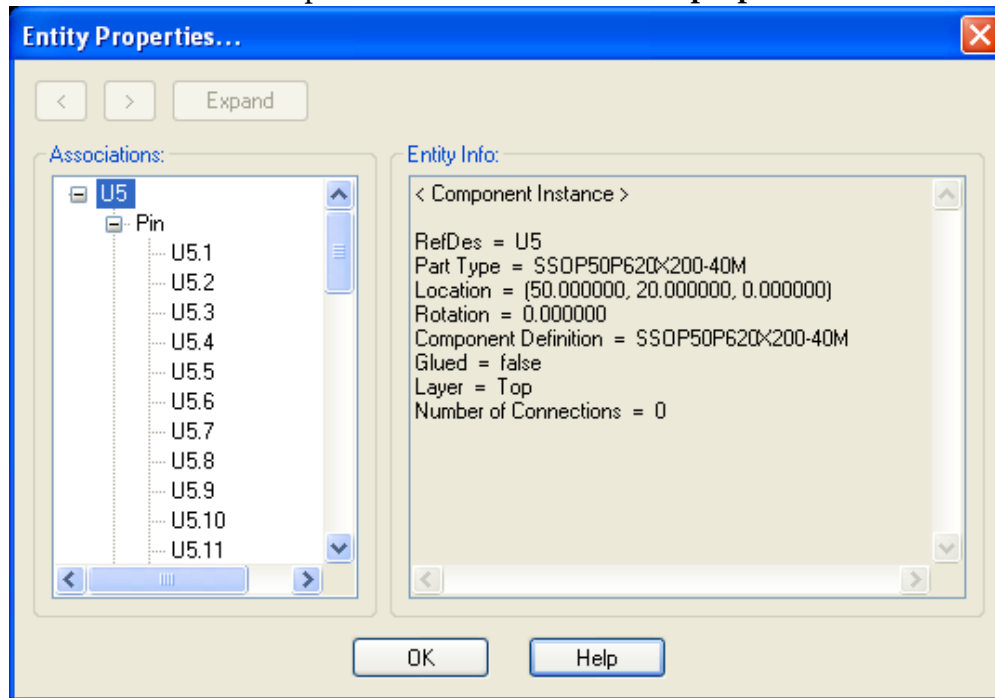 Entity Properties...
< > Expand
Associations:
U5
Pin
U5.1
U5.2
U5.3
U5.4
U5.5
U5.6
U5.7
U5.8
U5.9
U5.10
U5.11
Entity Info:
< Component Instance >
RefDes = U5
Part Type = SSOP50P620X200-40M
Location = (50.000000, 20.000000, 0.000000)
Rotation = 0.000000
Component Definition = SSOP50P620X200-40M
Glued = false
Layer = Top
Number of Connections = 0
OK Help